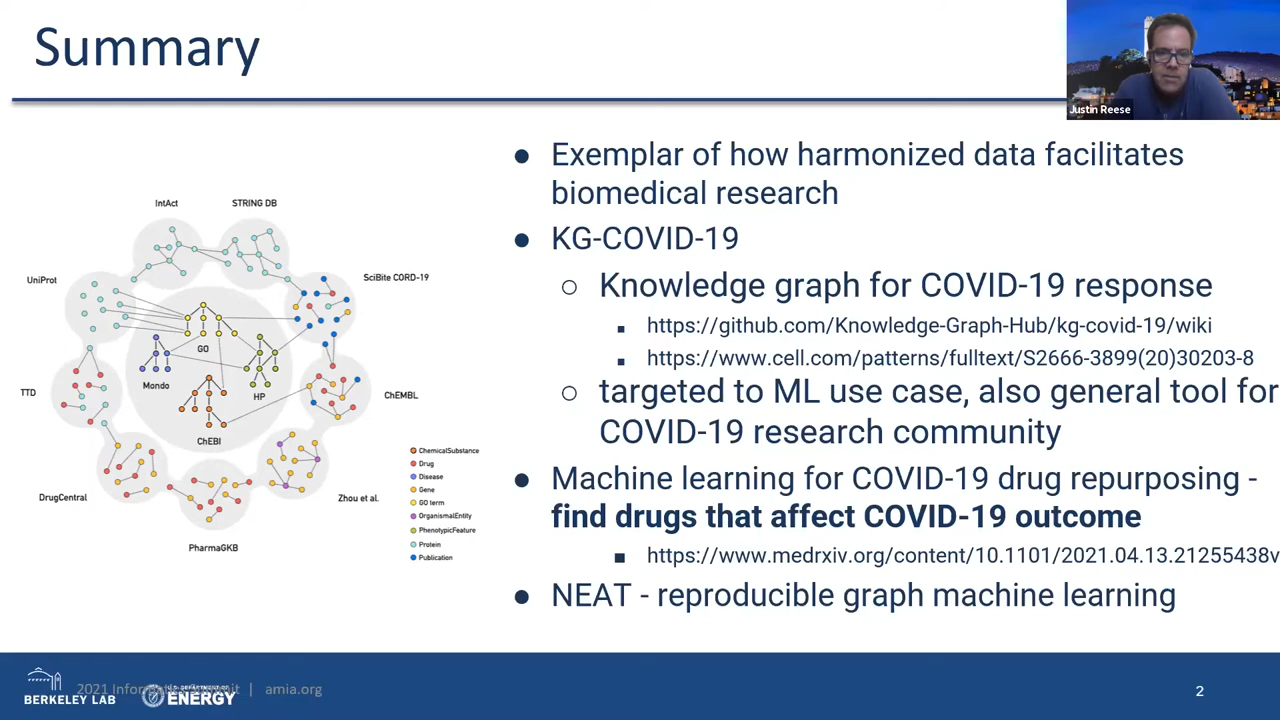 Summary
Justin Reese
IntAct
STRING DB
UniProt
SciBite CORD-19
GO
Mondo
HP
TTD
ChEMBL
ChEBI
DrugCentral
Zhou et al.
PharmaGKB
ChemicalSubstance
Drug
Disease
Gene
GO term
OrganismalEntity
PhenotypicFeature
Protein
Publication
● Exemplar of how harmonized data facilitates
biomedical research
● KG-COVID-19
○ Knowledge graph for COVID-19 response
■ https://github.com/Knowledge-Graph-Hub/kg-covid-19/wiki
■ https://www.cell.com/patterns/fulltext/S2666-3899(20)30203-8
○ targeted to ML use case, also general tool for
COVID-19 research community
● Machine learning for COVID-19 drug repurposing -
find drugs that affect COVID-19 outcome
■ https://www.medrxiv.org/content/10.1101/2021.04.13.21255438v
● NEAT - reproducible graph machine learning
BERKELEY LAB
ENERGY
2021 | amia.org
2